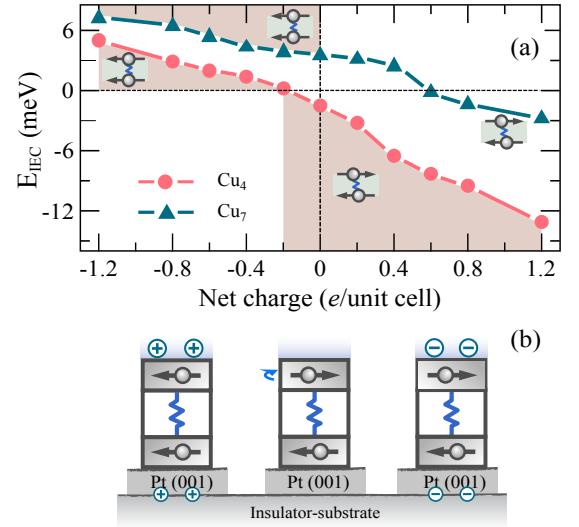 6
(a)
0
-6
-12
E_IEC (meV)
Cu₄
Cu₇
-1.2 -0.8 -0.4 0 0.4 0.8 1.2
Net charge (e/unit cell)
(b)
+ + − −
Pt (001) Pt (001) Pt (001)
+ + − −
Insulator-substrate